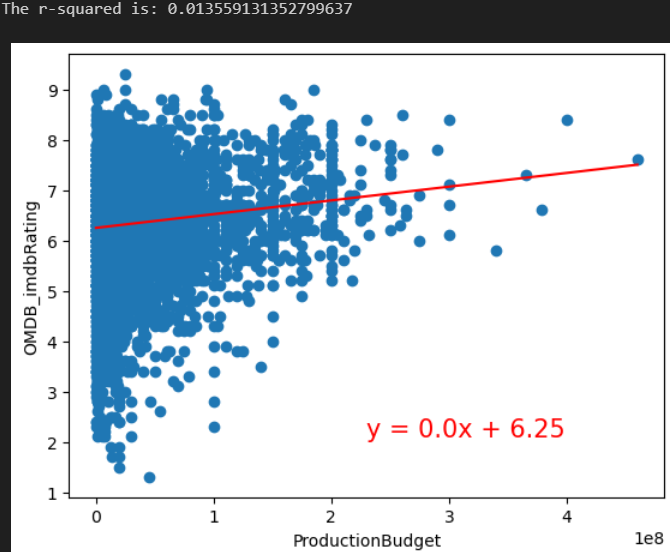 The r-squared is: 0.013559131352799637
9
8
7
6
5
4
3
2
1
OMDB_imdbRating
y = 0.0x + 6.25
0 1 2 3 4
1e8
ProductionBudget